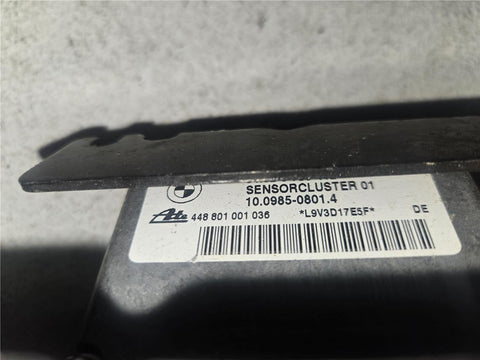 SENSORCLUSTER 01
10.0985-0801.4
Ate 448 801 001 036 *L9V3D17E5F* DE